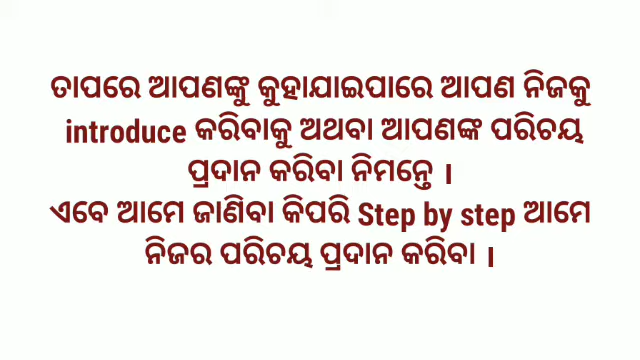 ତାପରେ ଆପଣଙ୍କୁ କୁହାଯାଇପାରେ ଆପଣ ନିଜକୁ
introduce କରିବାକୁ ଅଥବା ଆପଣଙ୍କ ପରିଚୟ
ପ୍ରଦାନ କରିବା ନିମନ୍ତେ ।
ଏବେ ଆମେ ଜାଣିବା କିପରି Step by step ଆମେ
ନିଜର ପରିଚୟ ପ୍ରଦାନ କରିବା ।